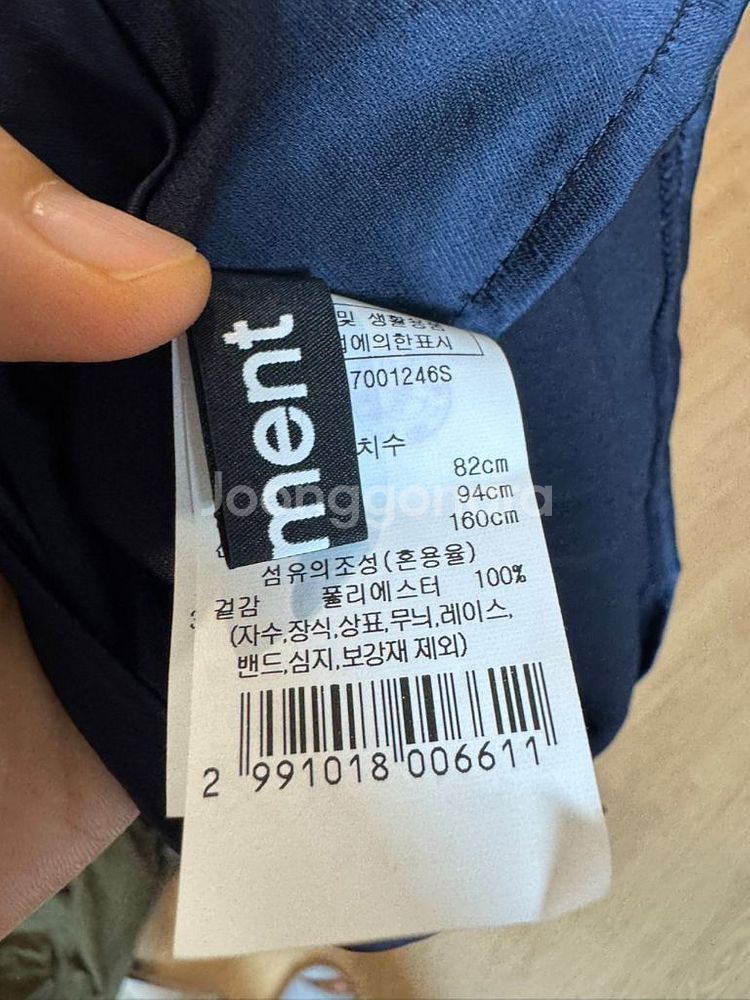 ment
및 생활용품
에의한표시
7001246S
치수
82cm
94cm
160cm
섬유의조성(혼용율)
겉감 폴리에스터 100%
(자수,장식,상표,무늬,레이스,
밴드,심지,보강재 제외)
2 991018 006611
Joonggonara